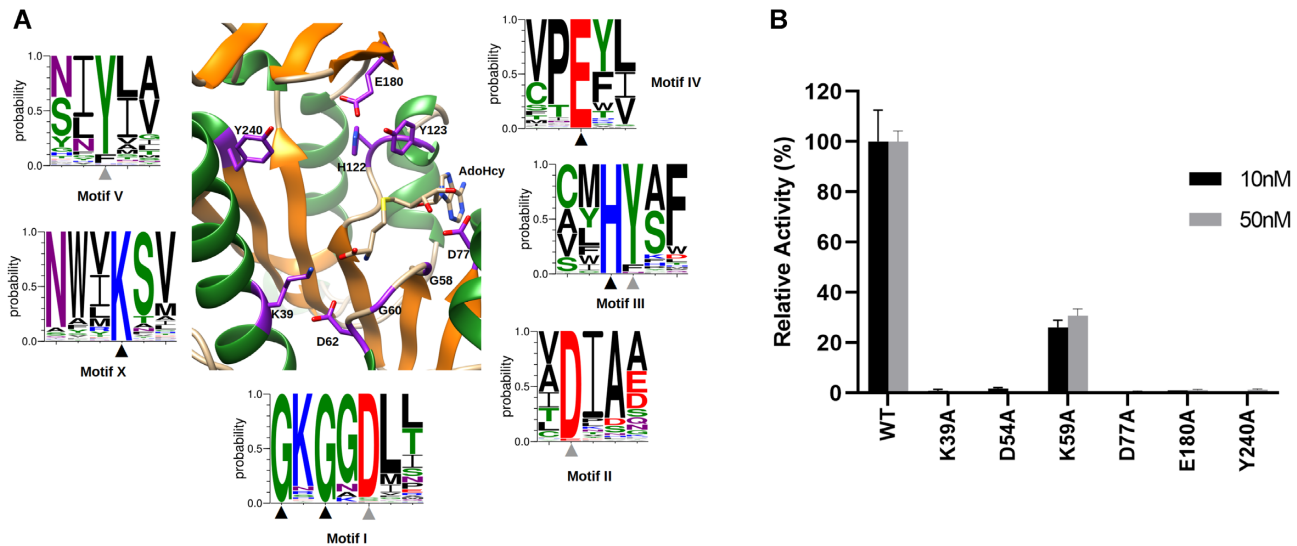 A
B
1.0
0.5
0.0
probability
N I Y L A
S L I V
Motif V
1.0
0.5
0.0
probability
N W I K S V
Motif X
E180
Y240
Y123
H122
AdoHcy
D77
G58
G60
K39
D62
1.0
0.5
0.0
probability
V P E Y L
C T F I
W V
Motif IV
1.0
0.5
0.0
probability
C M H Y A F
A Y S
V L
S
Motif III
1.0
0.5
0.0
probability
V D I A A
A E
I D
T
Motif II
1.0
0.5
0.0
probability
G K G G D L L
N M T
A I
K
Motif I
Relative Activity (%)
120
100
80
60
40
20
0
WT
K39A
D54A
K59A
D77A
E180A
Y240A
10nM
50nM